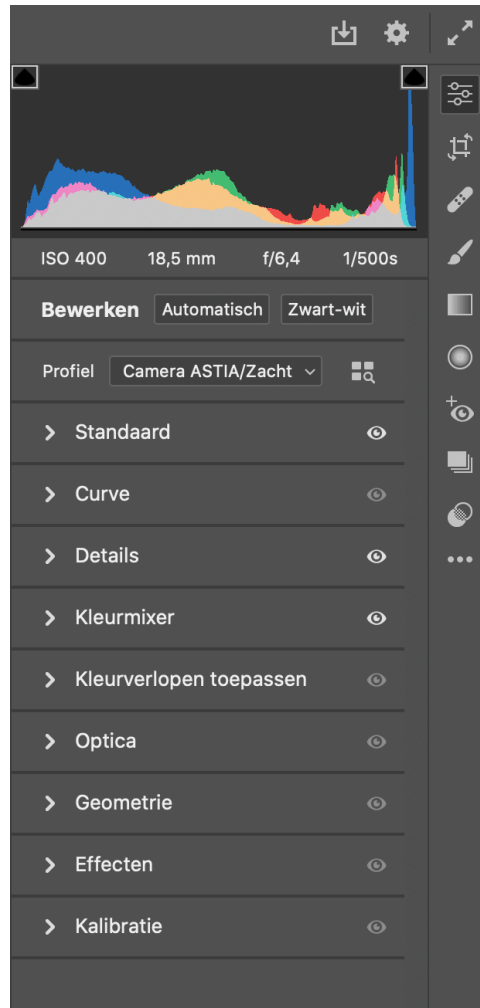 ISO 400 18,5 mm f/6,4 1/500s
Bewerken Automatisch Zwart-wit
Profiel Camera ASTIA/Zacht
Standaard
Curve
Details
Kleurmixer
Kleurverlopen toepassen
Optica
Geometrie
Effecten
Kalibratie